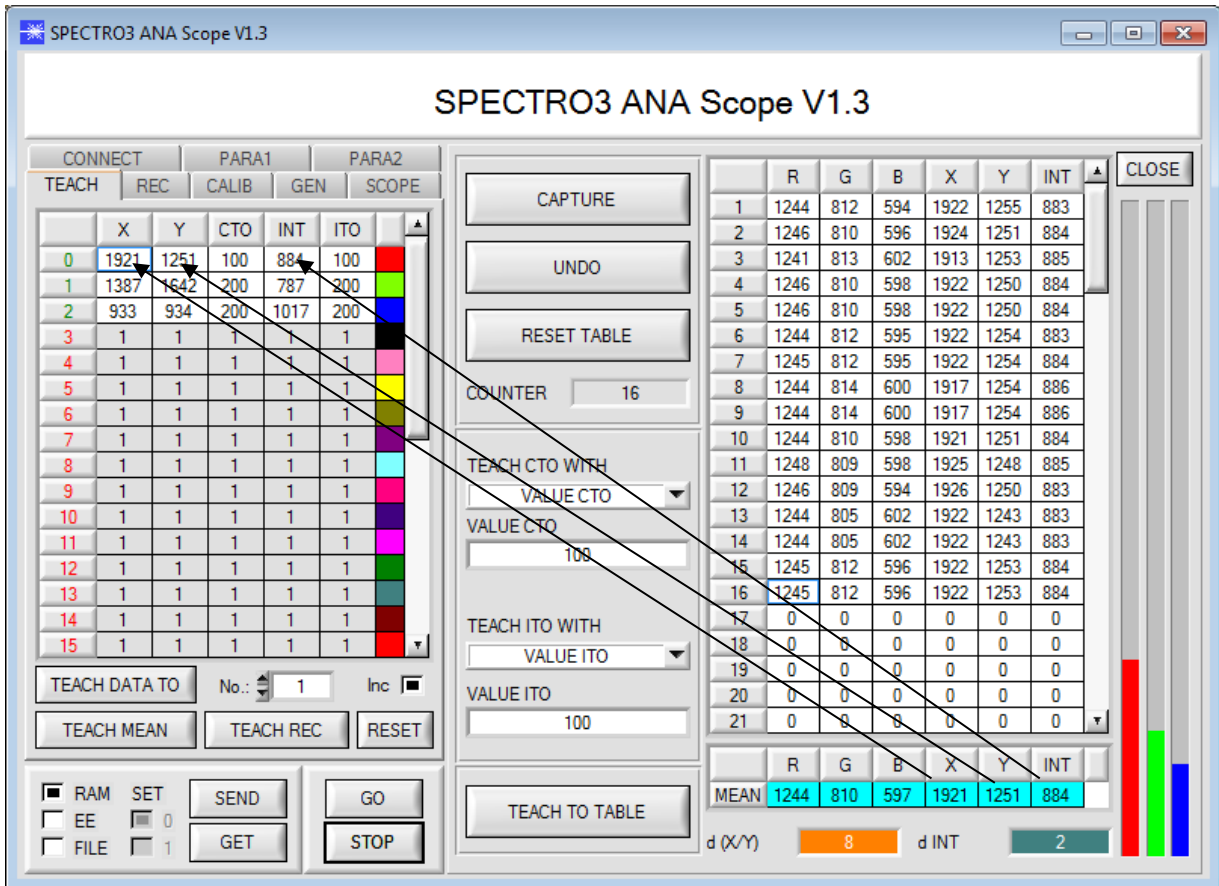 SPECTRO3 ANA Scope V1.3
SPECTRO3 ANA Scope V1.3
CONNECT PARA1 PARA2
TEACH REC CALIB GEN SCOPE
X Y CTO INT ITO
0 1921 1251 100 884 100
1 1387 1642 200 787 200
2 933 934 200 1017 200
3 1 1 1 1 1
4 1 1 1 1 1
5 1 1 1 1 1
6 1 1 1 1 1
7 1 1 1 1 1
8 1 1 1 1 1
9 1 1 1 1 1
10 1 1 1 1 1
11 1 1 1 1 1
12 1 1 1 1 1
13 1 1 1 1 1
14 1 1 1 1 1
15 1 1 1 1 1
TEACH DATA TO No.: 1 Inc
TEACH MEAN TEACH REC RESET
RAM SET
EE 0
FILE 1
SEND
GET
GO
STOP
CAPTURE
UNDO
RESET TABLE
COUNTER 16
TEACH CTO WITH
VALUE CTO
VALUE CTO
100
TEACH ITO WITH
VALUE ITO
VALUE ITO
100
TEACH TO TABLE
R G B X Y INT
1 1244 812 594 1922 1255 883
2 1246 810 596 1924 1251 884
3 1241 813 602 1913 1253 885
4 1246 810 598 1922 1250 884
5 1246 810 598 1922 1250 884
6 1244 812 595 1922 1254 883
7 1245 812 595 1922 1254 884
8 1244 814 600 1917 1254 886
9 1244 814 600 1917 1254 886
10 1244 810 598 1921 1251 884
11 1248 809 598 1925 1248 885
12 1246 809 594 1926 1250 883
13 1244 805 602 1922 1243 883
14 1244 805 602 1922 1243 883
15 1245 812 596 1922 1253 884
16 1245 812 596 1922 1253 884
17 0 0 0 0 0 0
18 0 0 0 0 0 0
19 0 0 0 0 0 0
20 0 0 0 0 0 0
21 0 0 0 0 0 0
R G B X Y INT
MEAN 1244 810 597 1921 1251 884
d (X/Y) 8 d INT 2
CLOSE